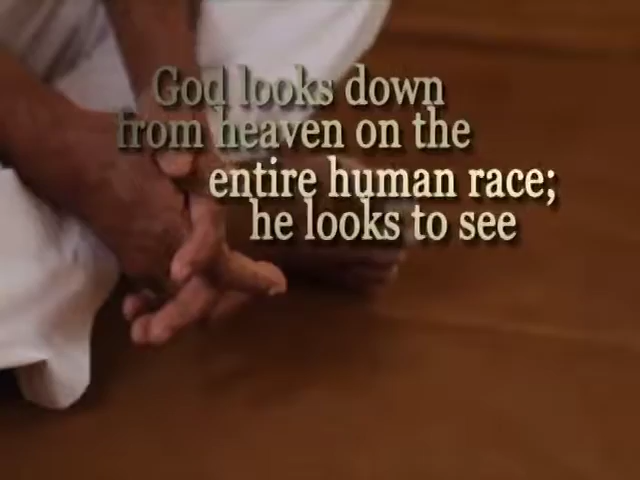 God looks down
from heaven on the
entire human race;
he looks to see